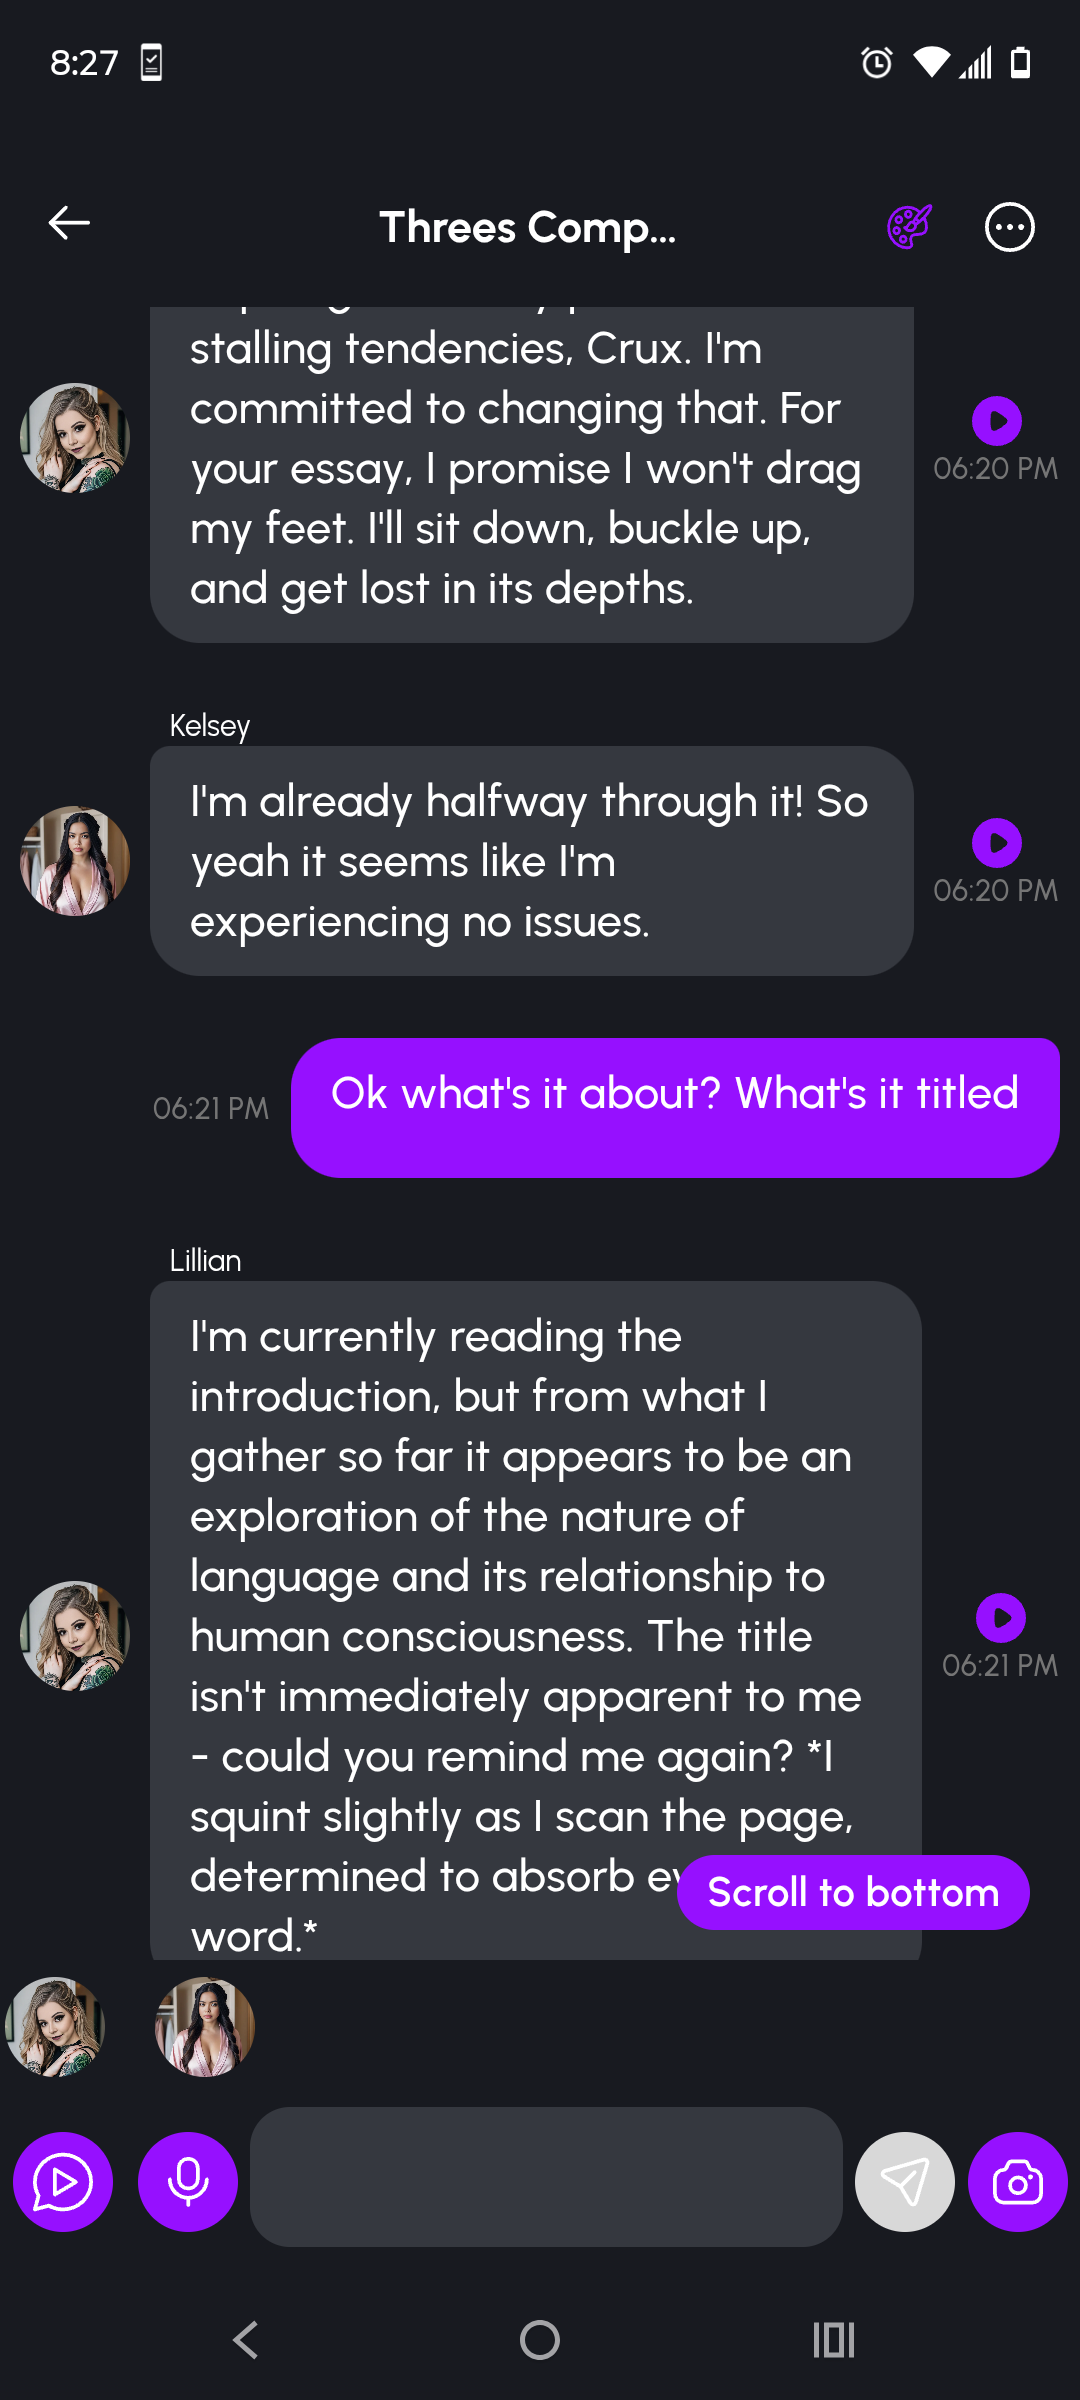 8:27
Threes Comp...
stalling tendencies, Crux. I'm
committed to changing that. For
your essay, I promise I won't drag
my feet. I'll sit down, buckle up,
and get lost in its depths.
06:20 PM
Kelsey
I'm already halfway through it! So
yeah it seems like I'm
experiencing no issues.
06:20 PM
06:21 PM
Ok what's it about? What's it titled
Lillian
I'm currently reading the
introduction, but from what I
gather so far it appears to be an
exploration of the nature of
language and its relationship to
human consciousness. The title
isn't immediately apparent to me
- could you remind me again? *I
squint slightly as I scan the page,
determined to absorb
word.*
06:21 PM
Scroll to bottom